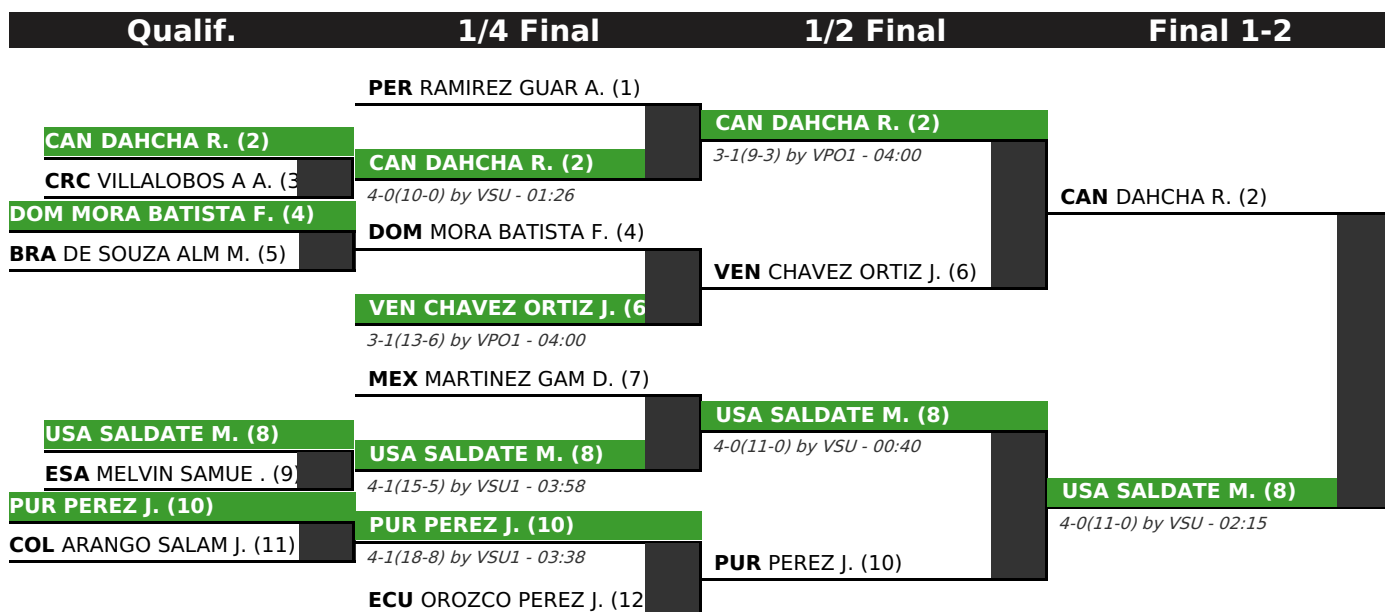 Qualif.
1/4 Final
1/2 Final
Final 1-2
PER RAMIREZ GUAR A. (1)
CAN DAHCHA R. (2)
CRC VILLALOBOS A A. (3
CAN DAHCHA R. (2)
4-0(10-0) by VSU - 01:26
CAN DAHCHA R. (2)
3-1(9-3) by VPO1 - 04:00
CAN DAHCHA R. (2)
DOM MORA BATISTA F. (4)
BRA DE SOUZA ALM M. (5)
DOM MORA BATISTA F. (4)
VEN CHAVEZ ORTIZ J. (6)
VEN CHAVEZ ORTIZ J. (6
3-1(13-6) by VPO1 - 04:00
MEX MARTINEZ GAM D. (7)
USA SALDATE M. (8)
ESA MELVIN SAMUE . (9)
USA SALDATE M. (8)
4-1(15-5) by VSU1 - 03:58
USA SALDATE M. (8)
4-0(11-0) by VSU - 00:40
USA SALDATE M. (8)
4-0(11-0) by VSU - 02:15
PUR PEREZ J. (10)
COL ARANGO SALAM J. (11)
PUR PEREZ J. (10)
4-1(18-8) by VSU1 - 03:38
PUR PEREZ J. (10)
ECU OROZCO PEREZ J. (12